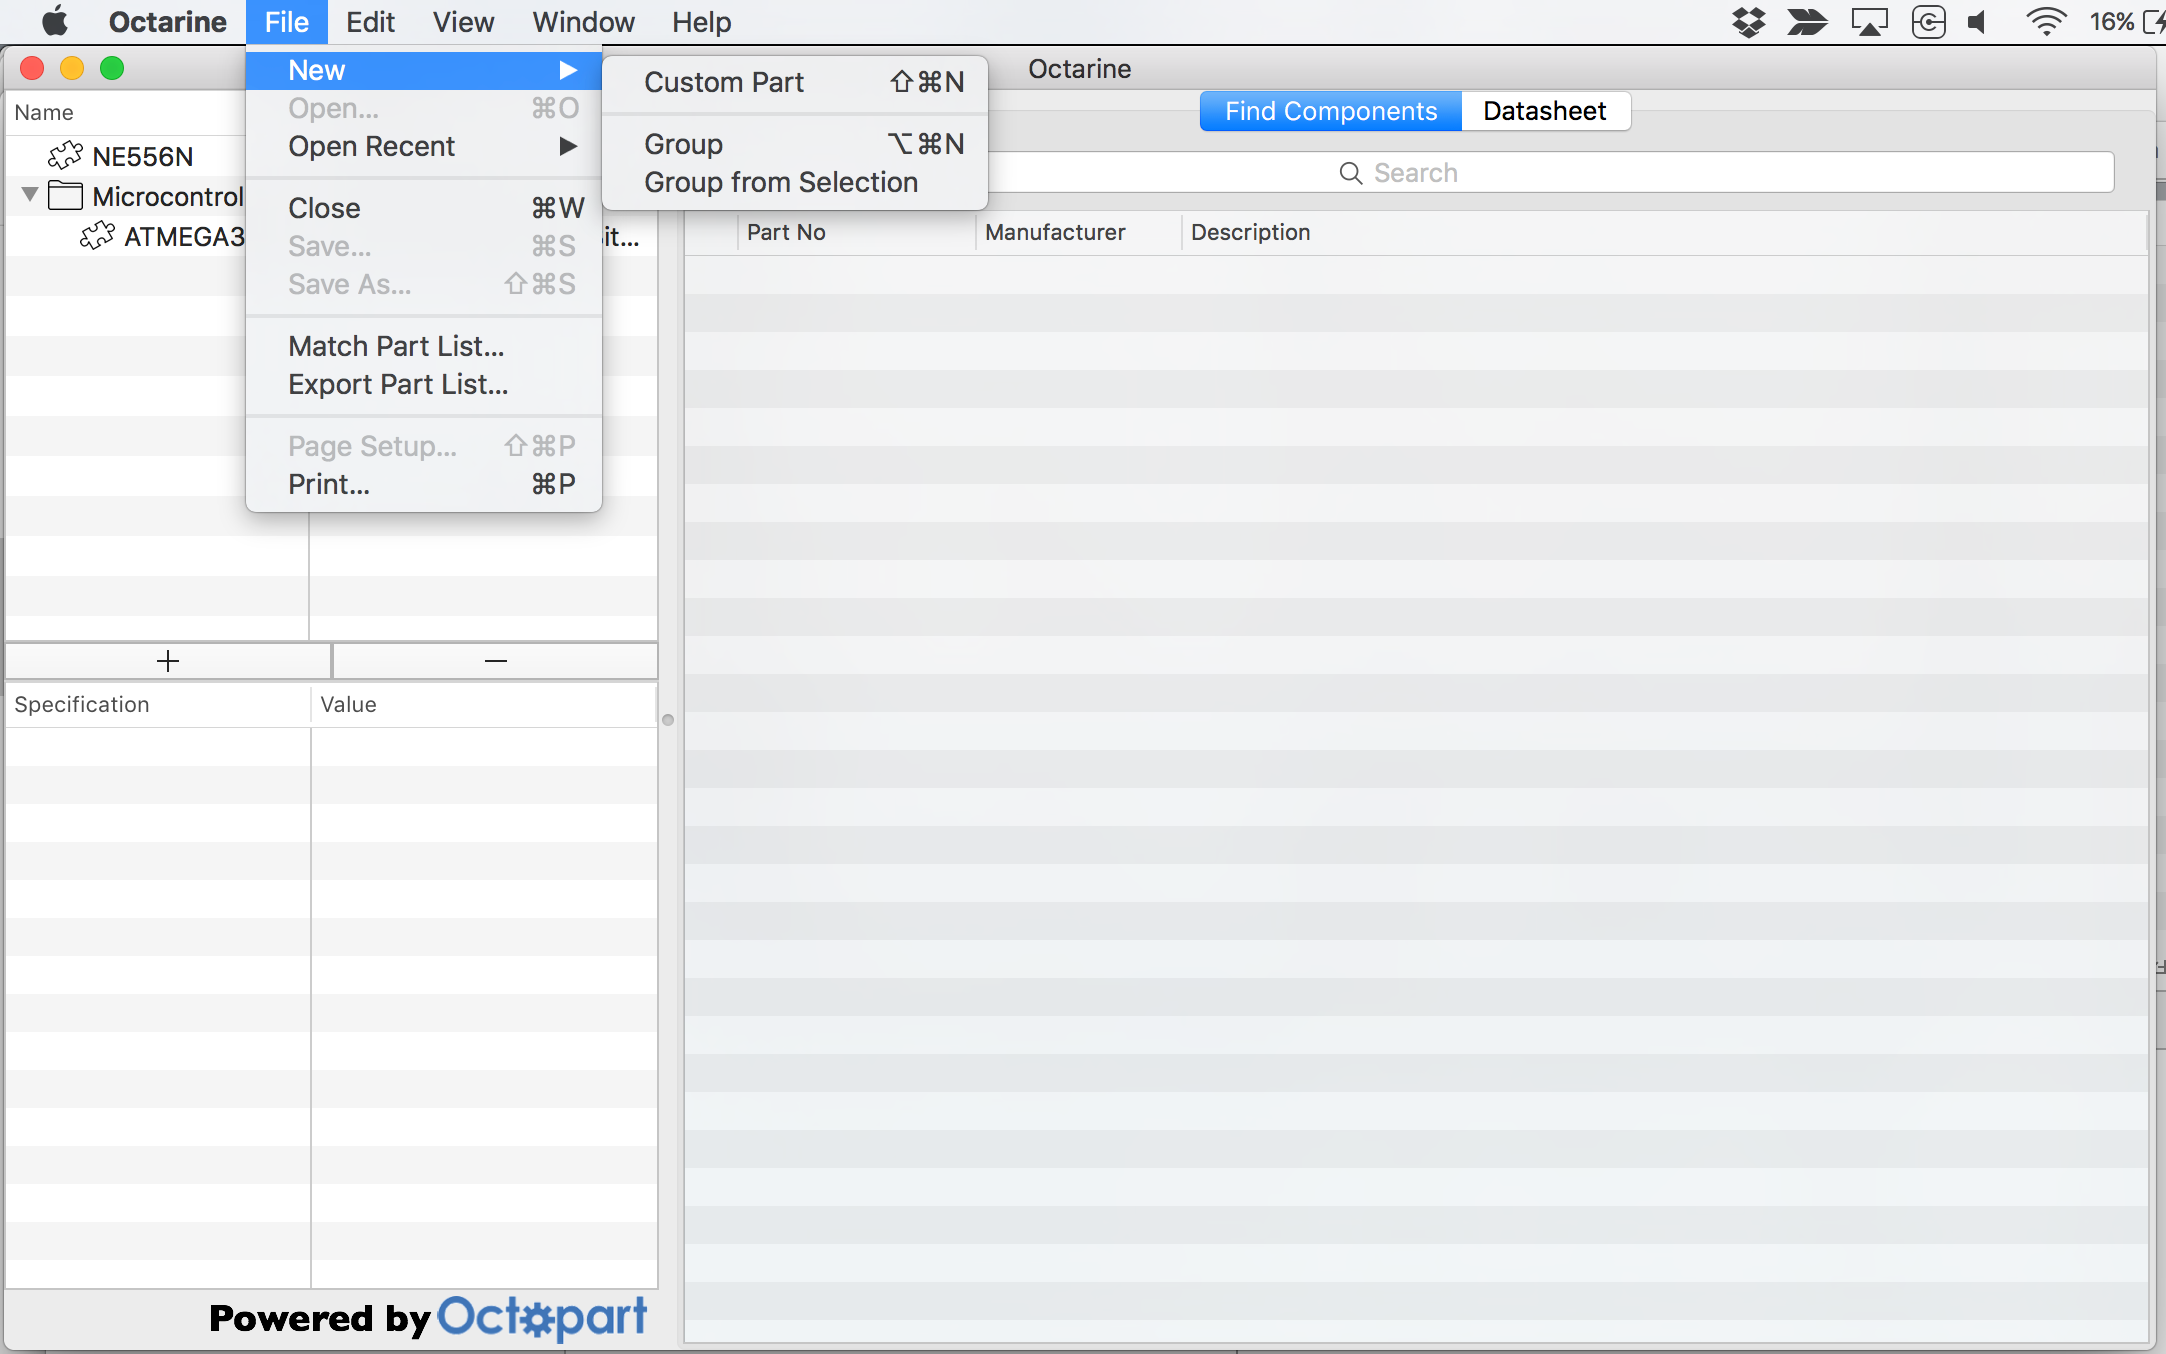 Octarine File Edit View Window Help 16%
Octarine
New
Open... ⌘O
Open Recent
Close ⌘W
Save... ⌘S
Save As... ⇧⌘S
Match Part List...
Export Part List...
Page Setup... ⇧⌘P
Print... ⌘P
Custom Part ⇧⌘N
Group ⌥⌘N
Group from Selection
Find Components Datasheet
Search
Name
NE556N
Microcontrol
ATMEGA3 it...
Part No Manufacturer Description
+ −
Specification Value
Powered by Octopart